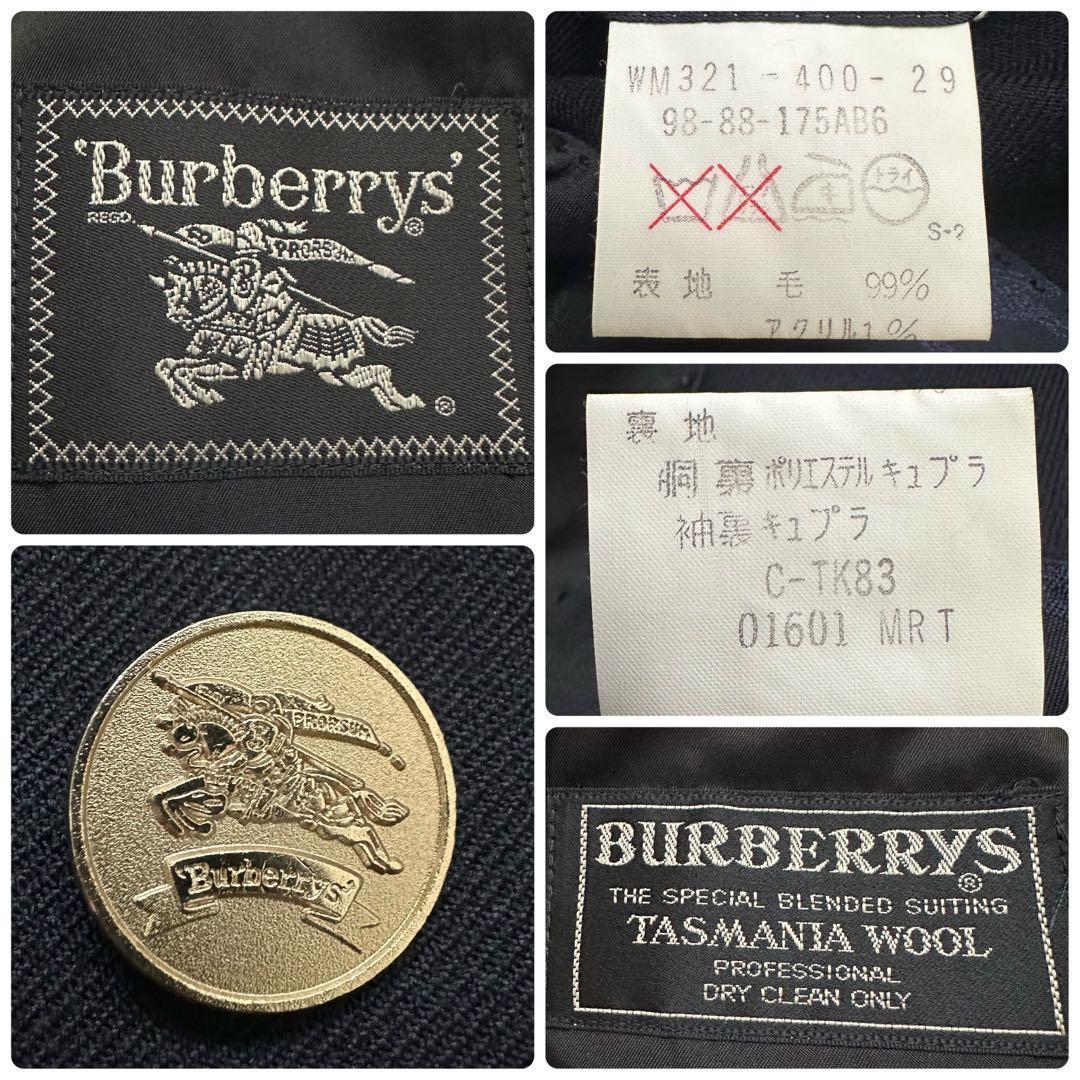 'Burberrys'®
REGD.
PRORSUM
®
WM321-400-29
98-88-175AB6
ドライ
S-2
表地 毛 99%
アクリル1%
裏地
胴裏ポリエステルキュプラ
袖裏キュプラ
C-TK83
01601 MRT
PRORSUM
'Burberrys'
BURBERRYS®
THE SPECIAL BLENDED SUITING
TASMANIA WOOL
PROFESSIONAL
DRY CLEAN ONLY